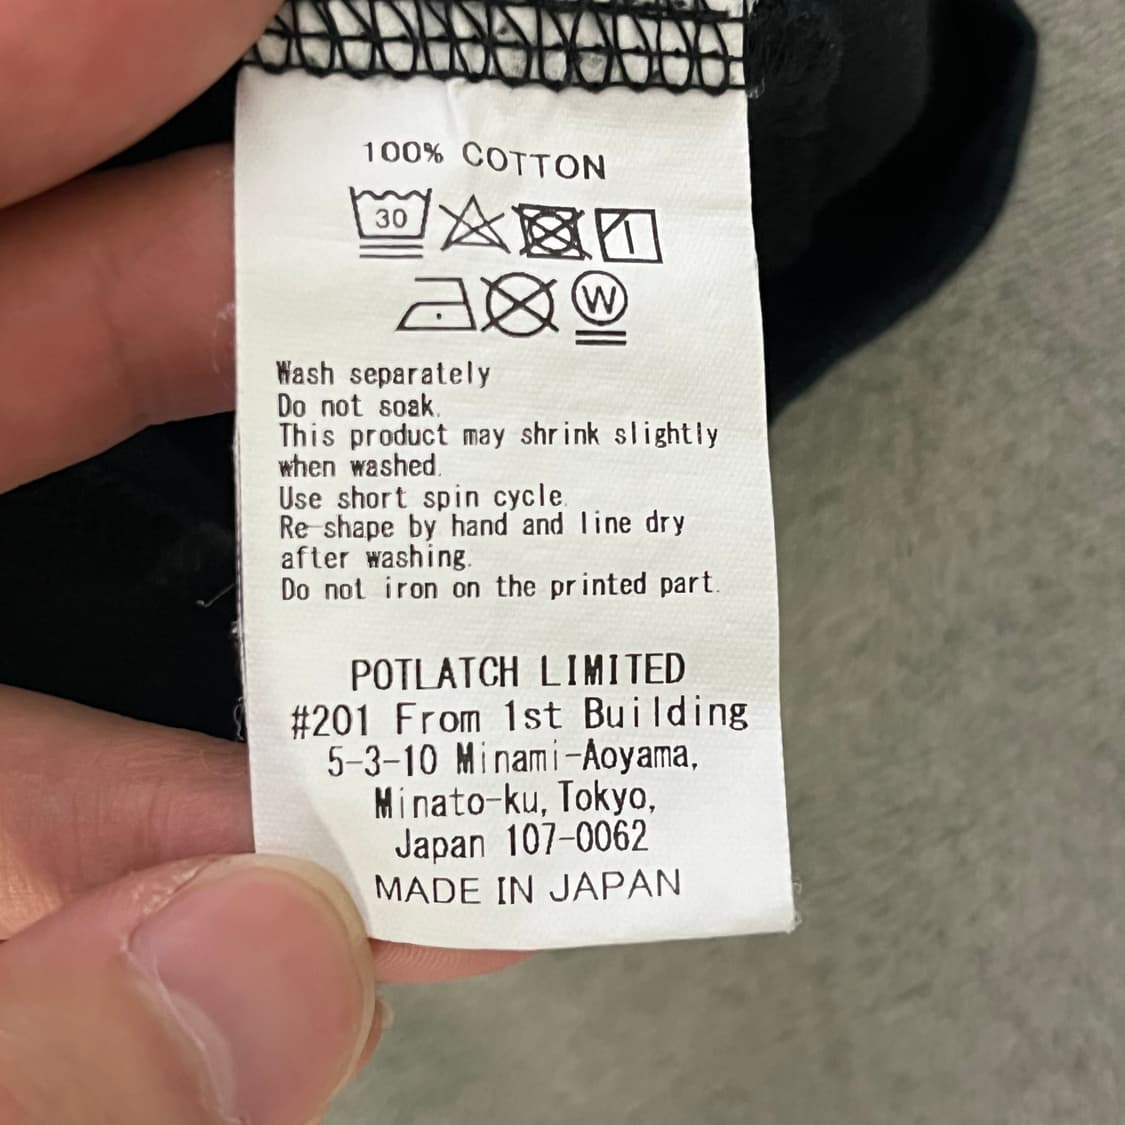 100% COTTON
30
W
Wash separately
Do not soak.
This product may shrink slightly
when washed.
Use short spin cycle.
Re-shape by hand and line dry
after washing.
Do not iron on the printed part.
POTLATCH LIMITED
#201 From 1st Building
5-3-10 Minami-Aoyama,
Minato-ku, Tokyo,
Japan 107-0062
MADE IN JAPAN